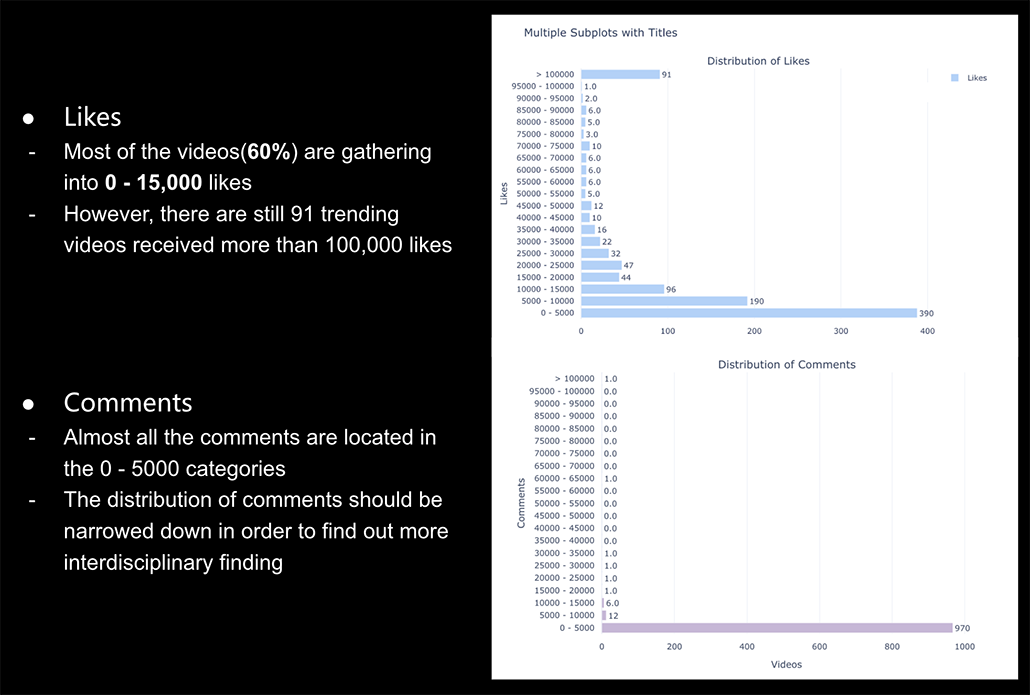 ● Likes
- Most of the videos(60%) are gathering
into 0 - 15,000 likes
- However, there are still 91 trending
videos received more than 100,000 likes
● Comments
- Almost all the comments are located in
the 0 - 5000 categories
- The distribution of comments should be
narrowed down in order to find out more
interdisciplinary finding
Multiple Subplots with Titles
Distribution of Likes
Likes
Likes
> 100000 91
95000 - 100000 1.0
90000 - 95000 2.0
85000 - 90000 6.0
80000 - 85000 5.0
75000 - 80000 3.0
70000 - 75000 10
65000 - 70000 6.0
60000 - 65000 6.0
55000 - 60000 6.0
50000 - 55000 5.0
45000 - 50000 12
40000 - 45000 10
35000 - 40000 16
30000 - 35000 22
25000 - 30000 32
20000 - 25000 47
15000 - 20000 44
10000 - 15000 96
5000 - 10000 190
0 - 5000 390
0 100 200 300 400
Distribution of Comments
Comments
> 100000 1.0
95000 - 100000 0.0
90000 - 95000 0.0
85000 - 90000 0.0
80000 - 85000 0.0
75000 - 80000 0.0
70000 - 75000 0.0
65000 - 70000 0.0
60000 - 65000 1.0
55000 - 60000 0.0
50000 - 55000 0.0
45000 - 50000 0.0
40000 - 45000 0.0
35000 - 40000 0.0
30000 - 35000 1.0
25000 - 30000 1.0
20000 - 25000 1.0
15000 - 20000 1.0
10000 - 15000 6.0
5000 - 10000 12
0 - 5000 970
0 200 400 600 800 1000
Videos